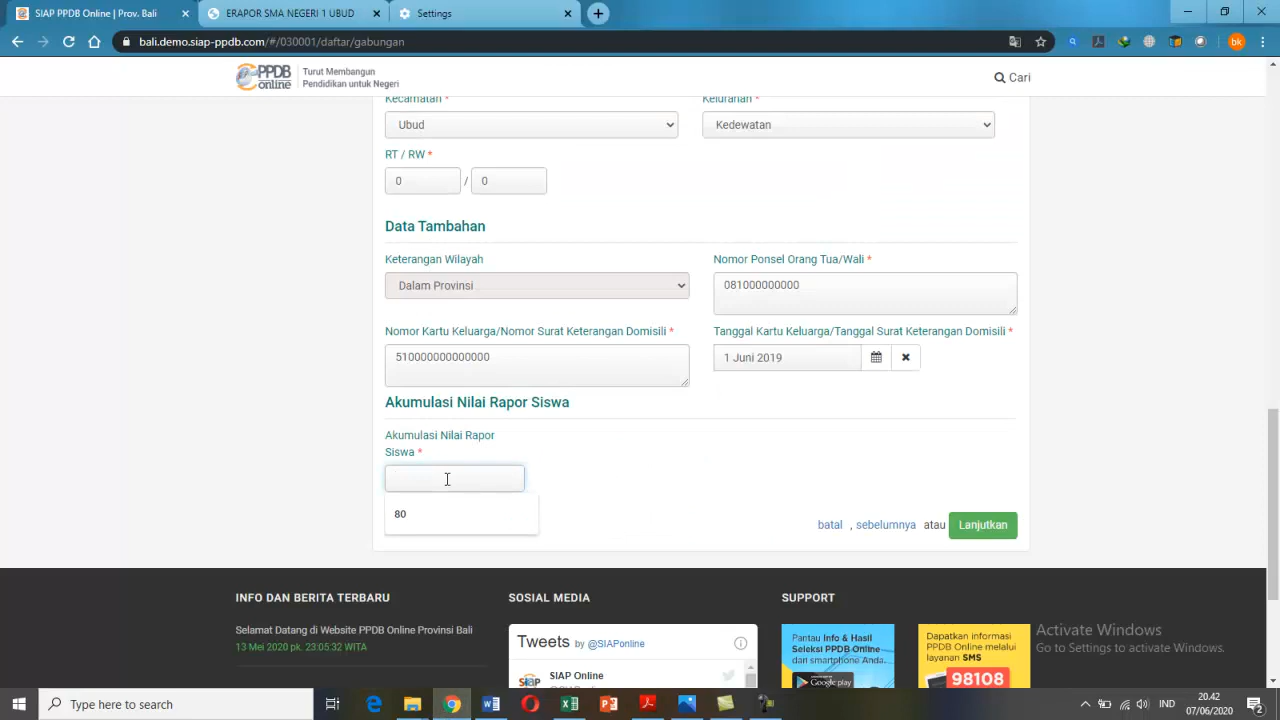 SIAP PPDB Online | Prov. Bali
ERAPOR SMA NEGERI 1 UBUD
Settings
bali.demo.siap-ppdb.com/#/030001/daftar/gabungan
bk
PPDB online
Turut Membangun
Pendidikan untuk Negeri
Cari
Kecamatan *
Kelurahan *
Ubud
Kedewatan
RT / RW *
0 / 0
Data Tambahan
Keterangan Wilayah
Nomor Ponsel Orang Tua/Wali *
Dalam Provinsi
081000000000
Nomor Kartu Keluarga/Nomor Surat Keterangan Domisili *
Tanggal Kartu Keluarga/Tanggal Surat Keterangan Domisili *
510000000000000
1 Juni 2019
Akumulasi Nilai Rapor Siswa
Akumulasi Nilai Rapor
Siswa *
80
batal , sebelumnya atau Lanjutkan
INFO DAN BERITA TERBARU
SOSIAL MEDIA
SUPPORT
Selamat Datang di Website PPDB Online Provinsi Bali
13 Mei 2020 pk. 23:05:32 WITA
Tweets by @SIAPonline
SIAP Online
Pantau Info & Hasil
Seleksi PPDB Online
dari smartphone Anda.
Google play
Dapatkan informasi
PPDB Online melalui
layanan SMS
98108
Activate Windows
Go to Settings to activate Windows.
Type here to search
IND
20.42
07/06/2020
2